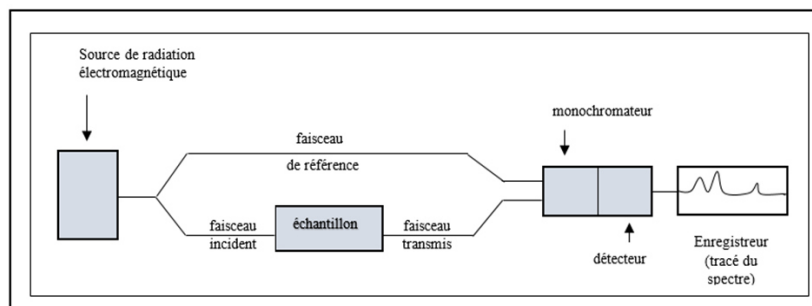 Source de radiation
électromagnétique
monochromateur
faisceau
de référence
échantillon
faisceau
incident
faisceau
transmis
détecteur
Enregistreur
(tracé du
spectre)